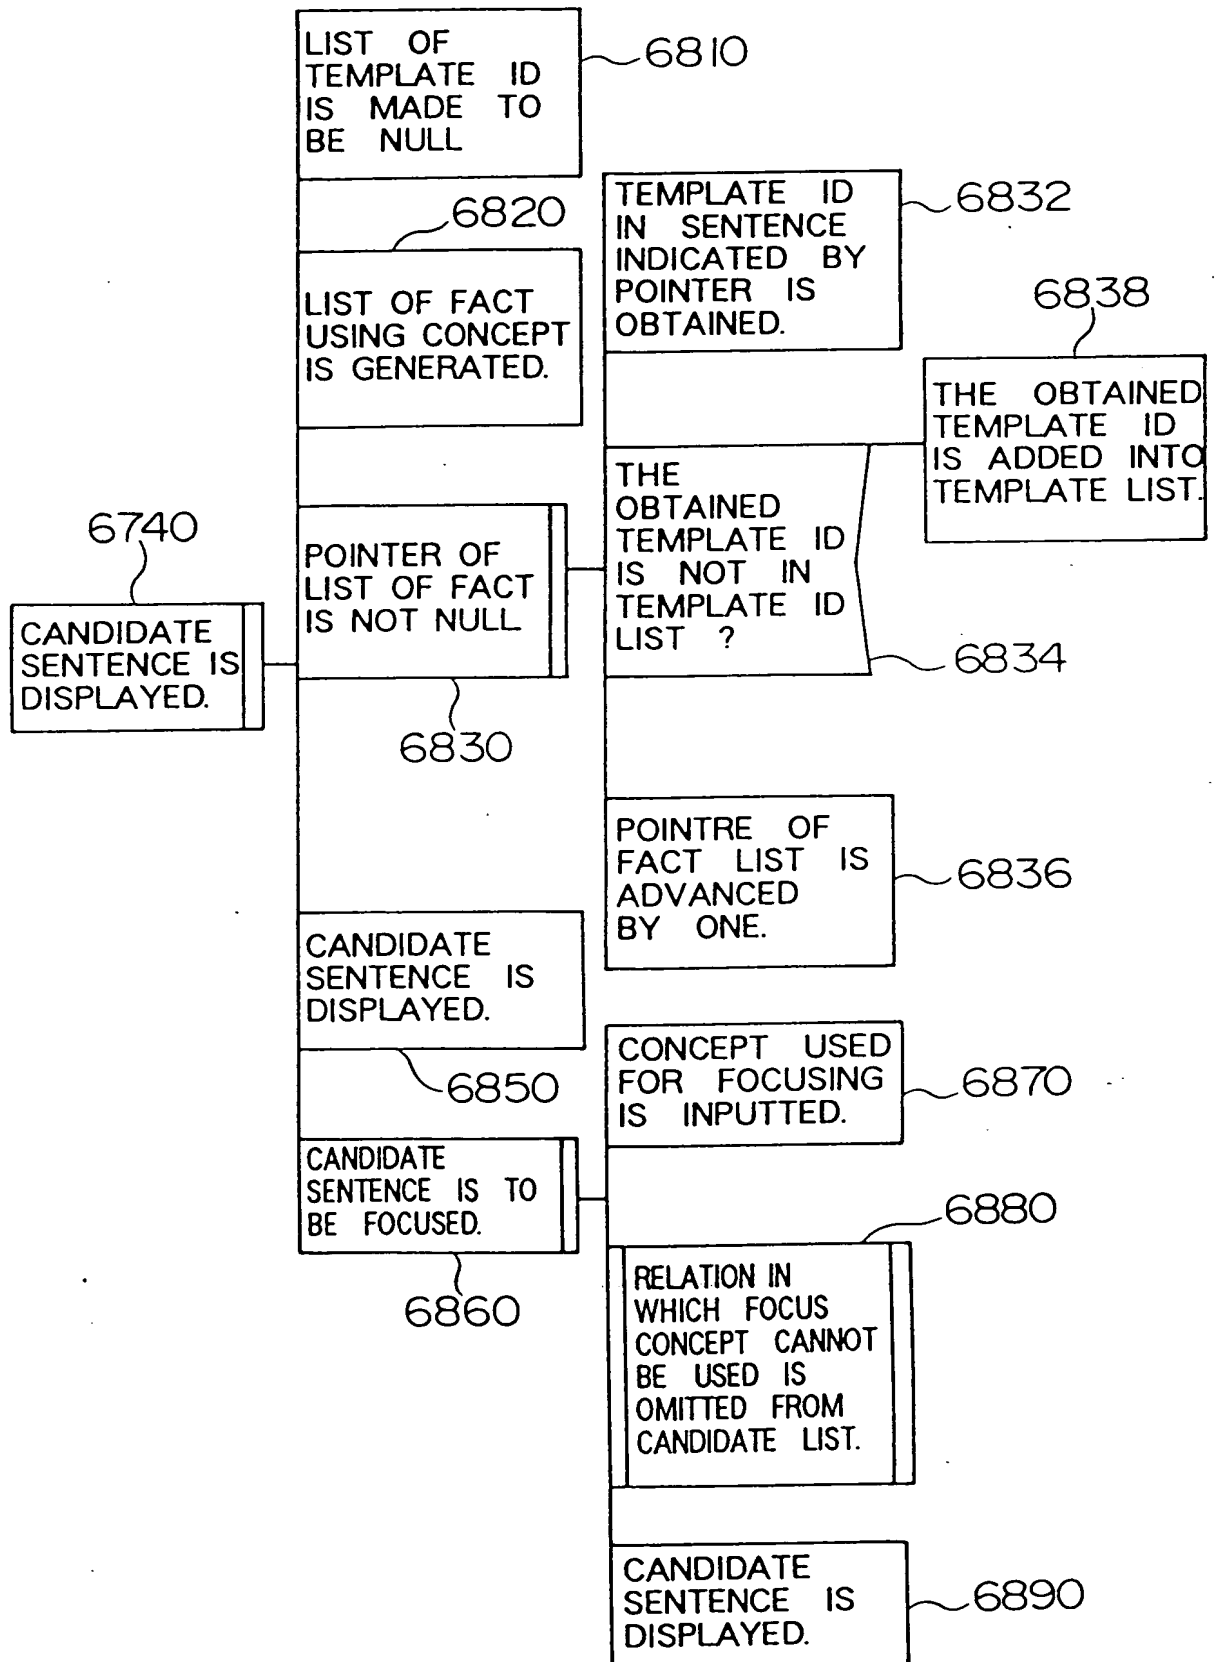 LIST OF
TEMPLATE ID
IS MADE TO
BE NULL
6810
6820
LIST OF FACT
USING CONCEPT
IS GENERATED.
TEMPLATE ID
IN SENTENCE
INDICATED BY
POINTER IS
OBTAINED.
6832
6838
THE OBTAINED
TEMPLATE ID
IS ADDED INTO
TEMPLATE LIST.
6740
CANDIDATE
SENTENCE IS
DISPLAYED.
POINTER OF
LIST OF FACT
IS NOT NULL
6830
THE
OBTAINED
TEMPLATE ID
IS NOT IN
TEMPLATE ID
LIST ?
6834
POINTRE OF
FACT LIST IS
ADVANCED
BY ONE.
6836
CANDIDATE
SENTENCE IS
DISPLAYED.
6850
CONCEPT USED
FOR FOCUSING
IS INPUTTED.
6870
CANDIDATE
SENTENCE IS TO
BE FOCUSED.
6860
6880
RELATION IN
WHICH FOCUS
CONCEPT CANNOT
BE USED IS
OMITTED FROM
CANDIDATE LIST.
CANDIDATE
SENTENCE IS
DISPLAYED.
6890